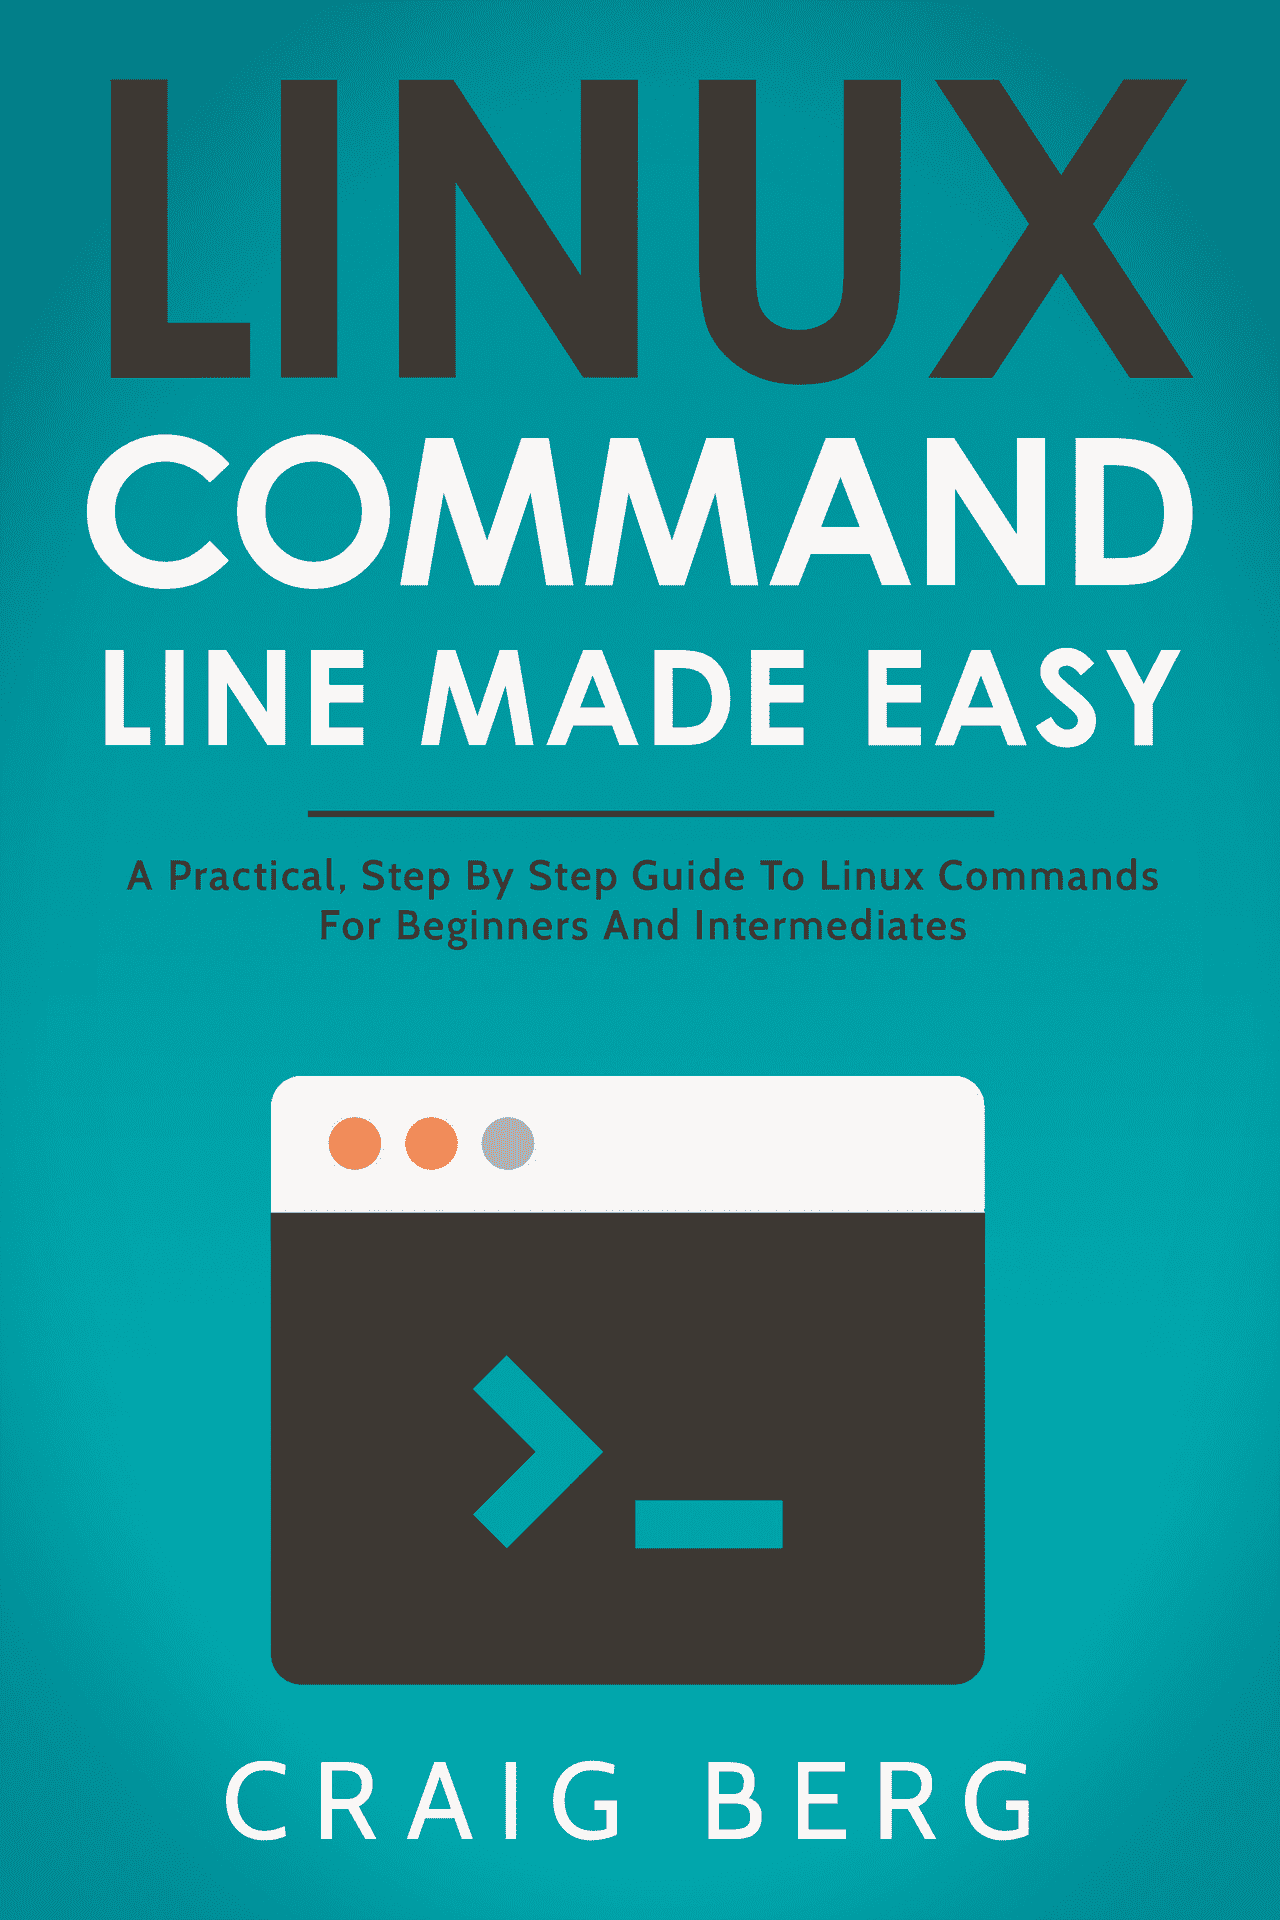 LINUX
COMMAND
LINE MADE EASY
A Practical, Step By Step Guide To Linux Commands
For Beginners And Intermediates
>_
CRAIG BERG